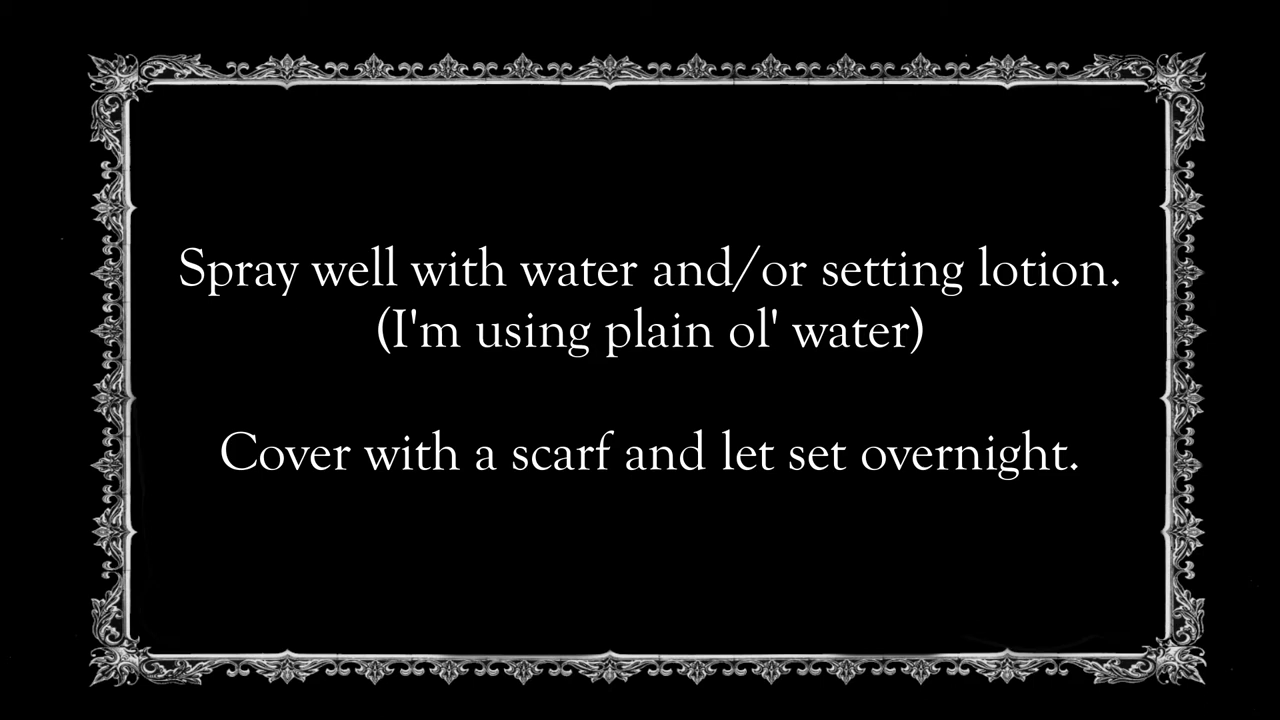 Spray well with water and/or setting lotion.
(I'm using plain ol' water)
Cover with a scarf and let set overnight.